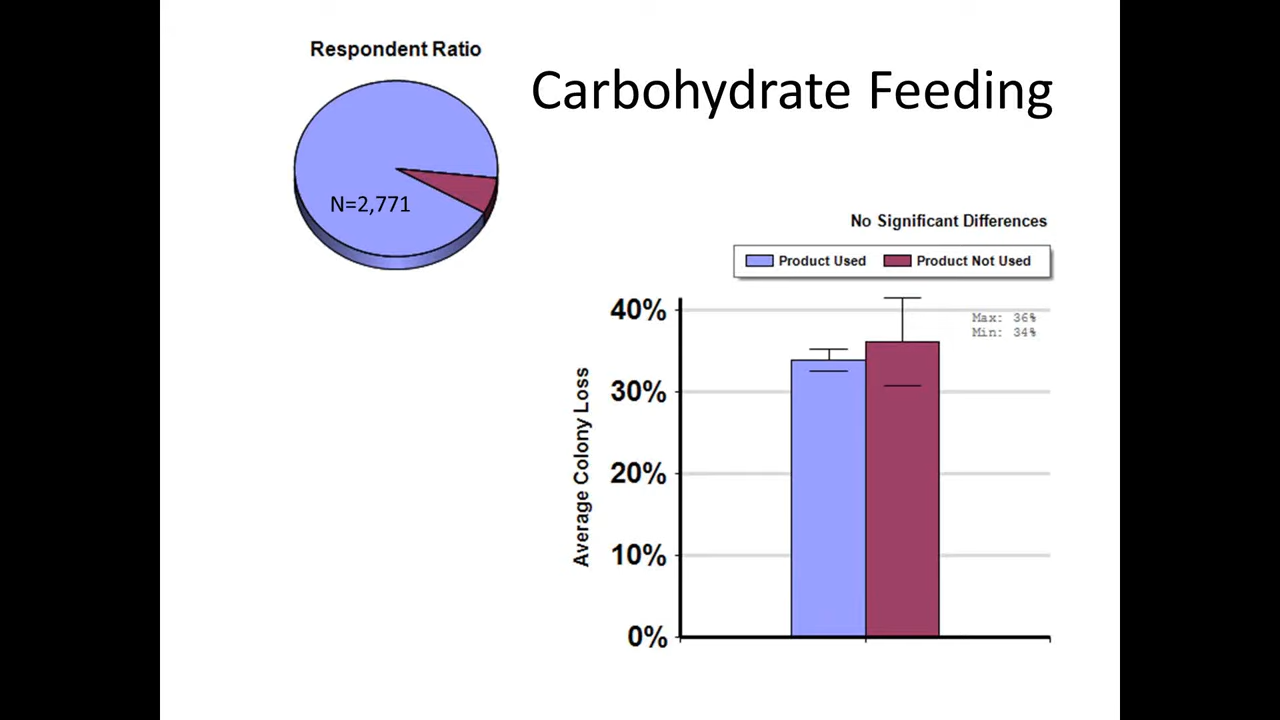 Respondent Ratio
Carbohydrate Feeding
N=2,771
No Significant Differences
Product Used Product Not Used
Max: 36%
Min: 34%
Average Colony Loss
40%
30%
20%
10%
0%